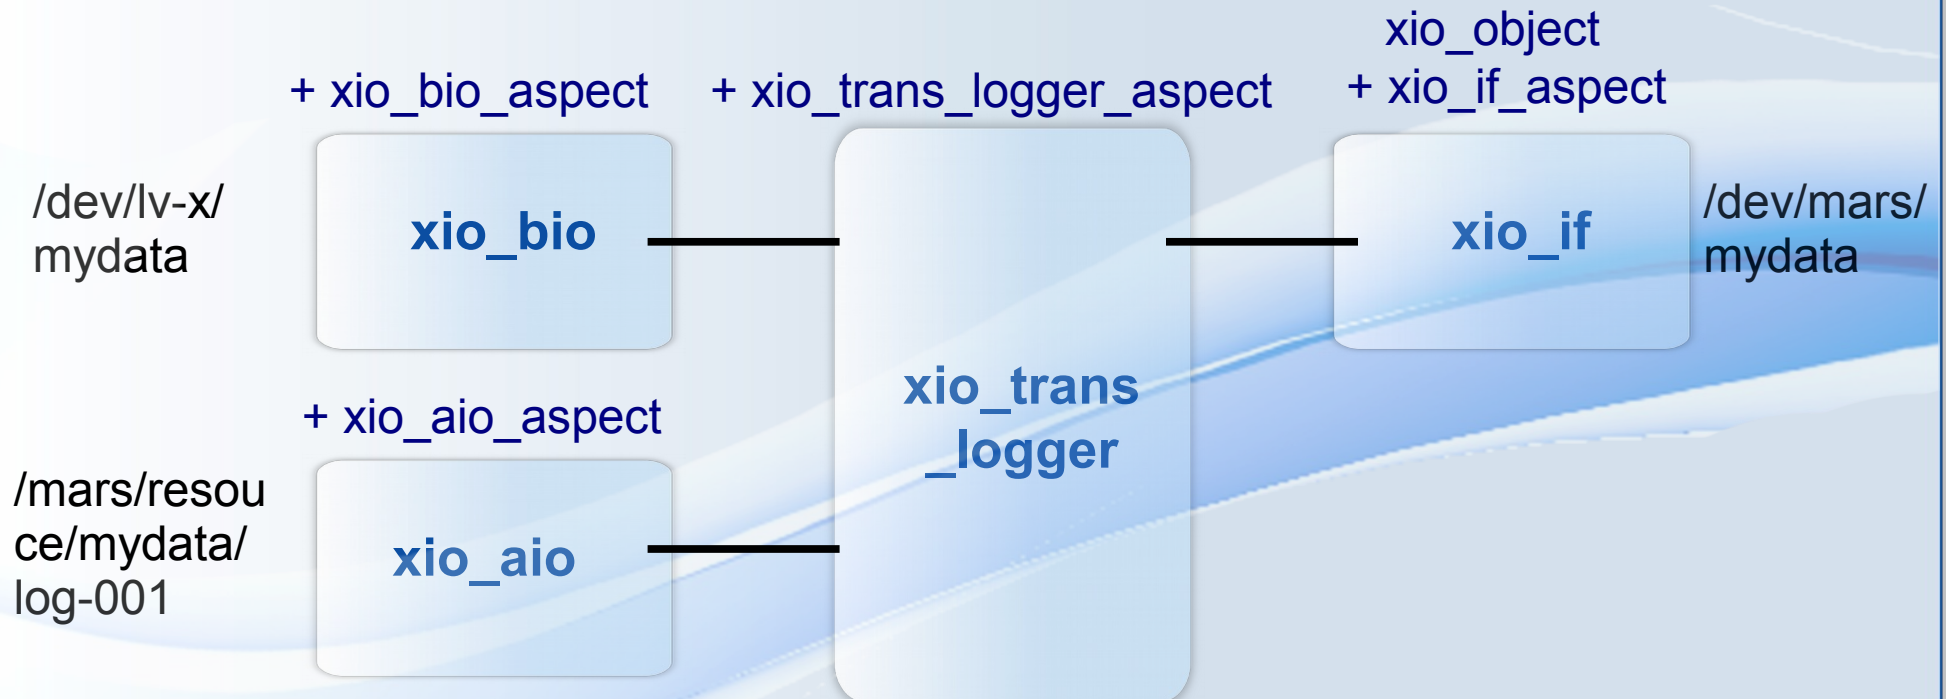 xio_object
+ xio_bio_aspect
+ xio_trans_logger_aspect
+ xio_if_aspect
/dev/lv-x/
mydata
xio_bio
xio_if
/dev/mars/
mydata
xio_trans
_logger
+ xio_aio_aspect
/mars/resou
ce/mydata/
log-001
xio_aio